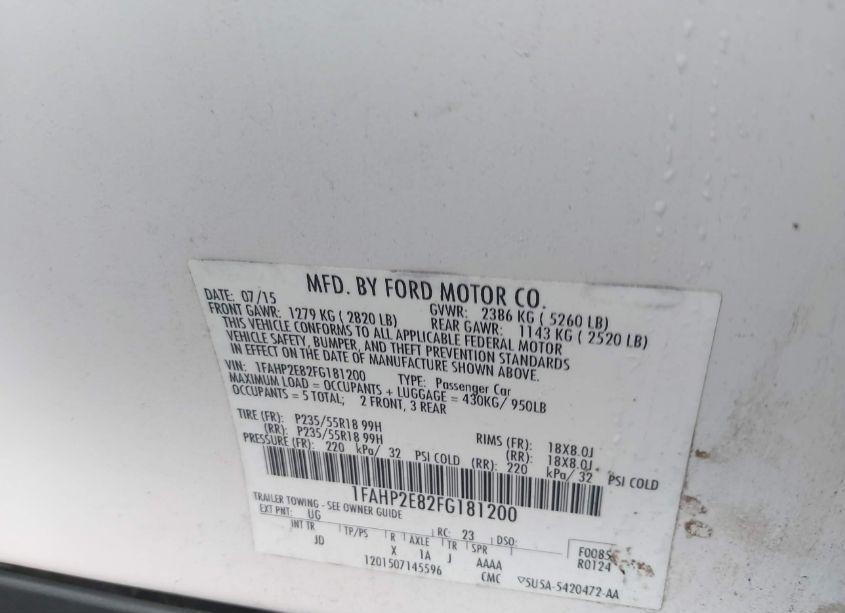 MFD. BY FORD MOTOR CO.
DATE: 07/15 GVWR: 2386 KG ( 5260 LB)
FRONT GAWR: 1279 KG ( 2820 LB) REAR GAWR: 1143 KG ( 2520 LB)
THIS VEHICLE CONFORMS TO ALL APPLICABLE FEDERAL MOTOR
VEHICLE SAFETY, BUMPER, AND THEFT PREVENTION STANDARDS
IN EFFECT ON THE DATE OF MANUFACTURE SHOWN ABOVE.
VIN: 1FAHP2E82FG181200 TYPE: Passenger Car
MAXIMUM LOAD = OCCUPANTS + LUGGAGE = 430KG/ 950LB
OCCUPANTS = 5 TOTAL; 2 FRONT, 3 REAR
TIRE (FR): P235/55R18 99H RIMS (FR): 18X8.0J
(RR): P235/55R18 99H (RR): 18X8.0J
PRESSURE (FR): 220 kPa/ 32 PSI COLD (RR): 220 kPa/ 32 PSI COLD
1FAHP2E82FG181200
TRAILER TOWING - SEE OWNER GUIDE
EXT PNT: UG RC: 23 DSO: F0085
INT TR TP/PS R AXLE TR SPR R0124
JD X 1A J AAAA
1201507145596 CMC ▽5U5A-5420472-AA